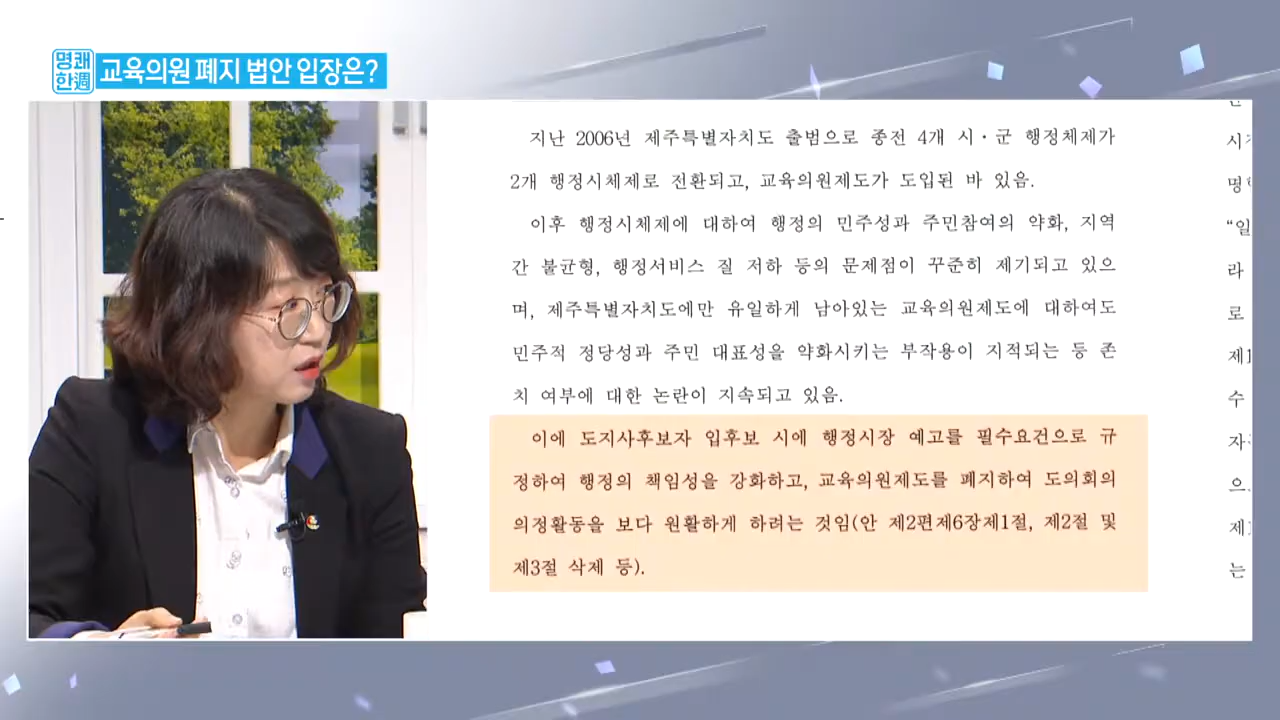 명쾌
한週
교육의원 폐지 법안 입장은?
지난 2006년 제주특별자치도 출범으로 종전 4개 시·군 행정체제가
2개 행정시체제로 전환되고, 교육의원제도가 도입된 바 있음.
이후 행정시체제에 대하여 행정의 민주성과 주민참여의 약화, 지역
간 불균형, 행정서비스 질 저하 등의 문제점이 꾸준히 제기되고 있으
며, 제주특별자치도에만 유일하게 남아있는 교육의원제도에 대하여도
민주적 정당성과 주민 대표성을 약화시키는 부작용이 지적되는 등 존
치 여부에 대한 논란이 지속되고 있음.
이에 도지사후보자 입후보 시에 행정시장 예고를 필수요건으로 규
정하여 행정의 책임성을 강화하고, 교육의원제도를 폐지하여 도의회의
의정활동을 보다 원활하게 하려는 것임(안 제2편제6장제1절, 제2절 및
제3절 삭제 등).
“일
라
로
수
으
는